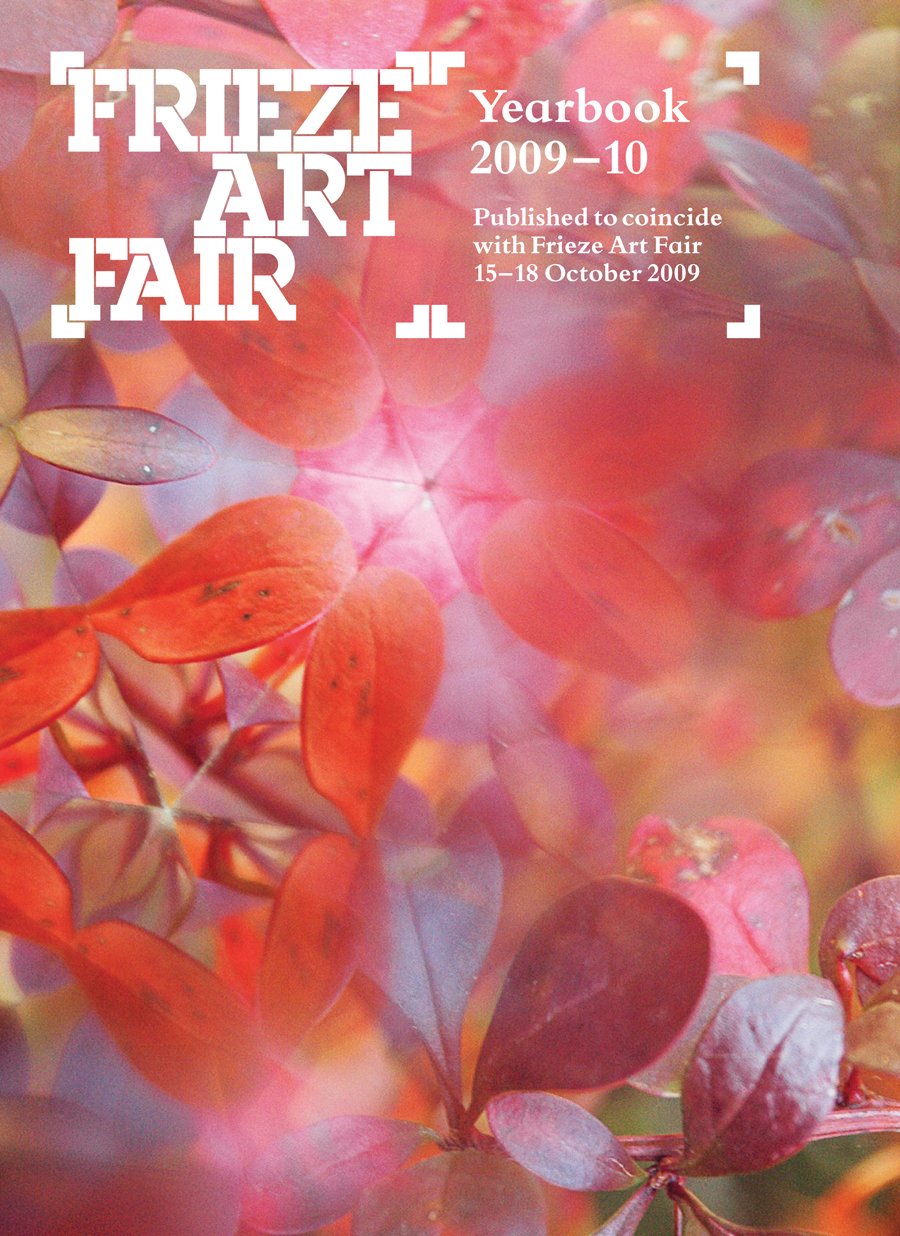 FRIEZE
ART
FAIR
Yearbook
2009–10
Published to coincide
with Frieze Art Fair
15–18 October 2009